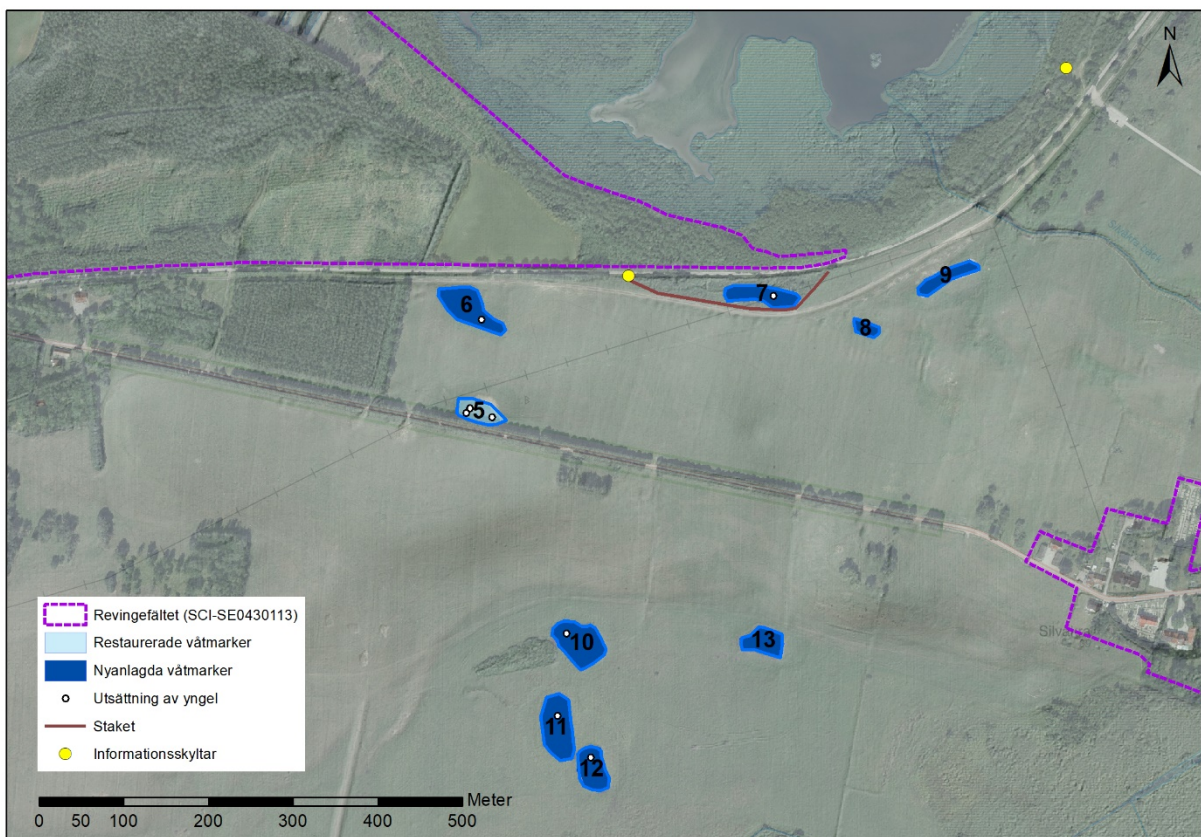 N
9
7
6
8
5
10
13
Silvåkra
11
12
Revingefältet (SCI-SE0430113)
Restaurerade våtmarker
Nyanlagda våtmarker
Utsättning av yngel
Staket
Informationsskyltar
Meter
0 50 100 200 300 400 500